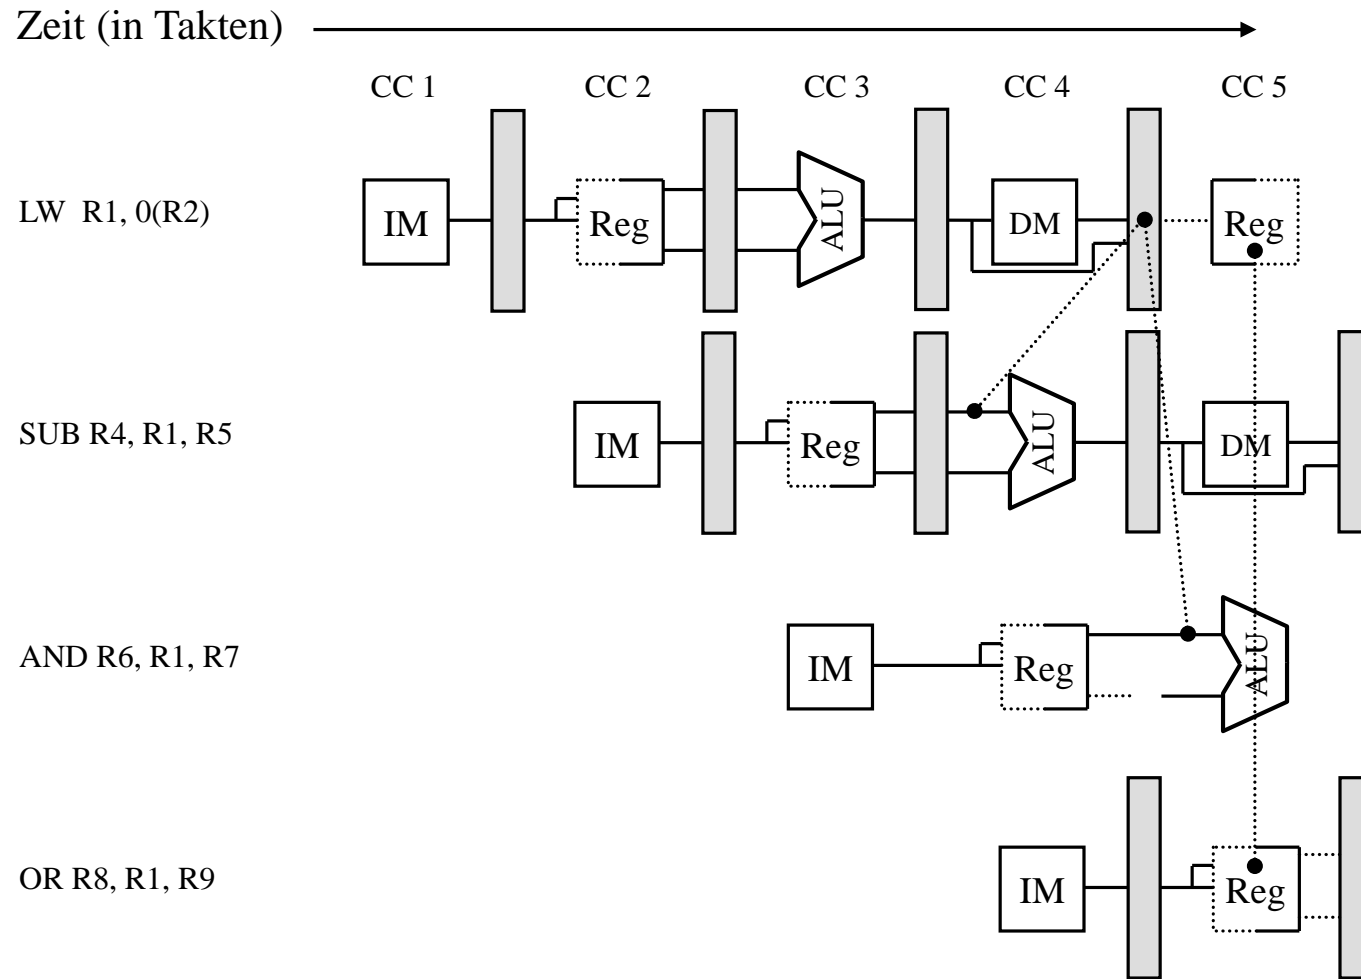 Zeit (in Takten)
CC 1 CC 2 CC 3 CC 4 CC 5
LW R1, 0(R2) IM Reg ALU DM Reg
SUB R4, R1, R5 IM Reg ALU DM
AND R6, R1, R7 IM Reg ALU
OR R8, R1, R9 IM Reg